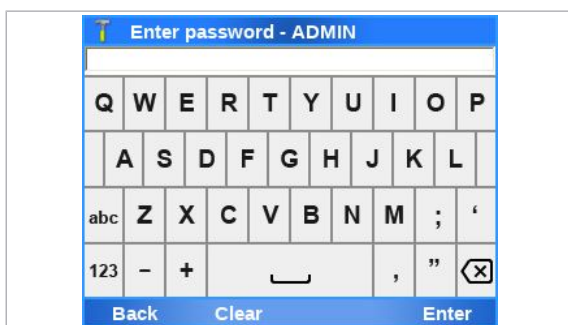 Enter password - ADMIN
Q W E R T Y U I O P
A S D F G H J K L
abc Z X C V B N M ; ‘
123 - + , ”
Back Clear Enter